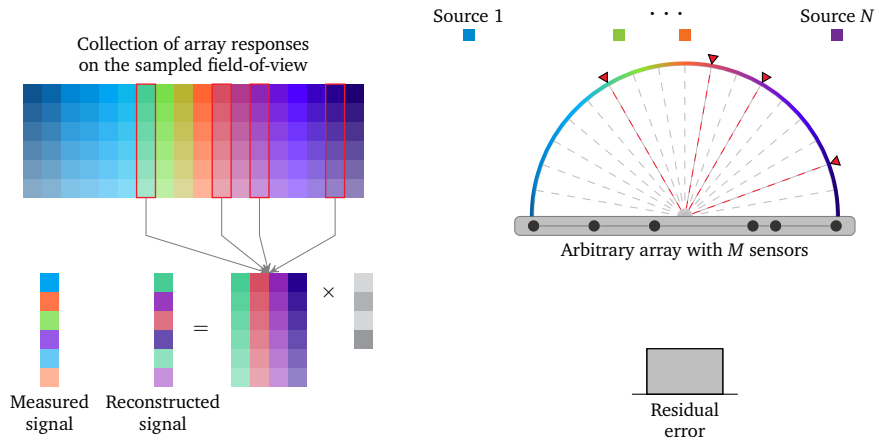 Source 1
· · ·
Source N
Collection of array responses
on the sampled field-of-view
Arbitrary array with M sensors
×
=
Measured
signal
Reconstructed
signal
Residual
error